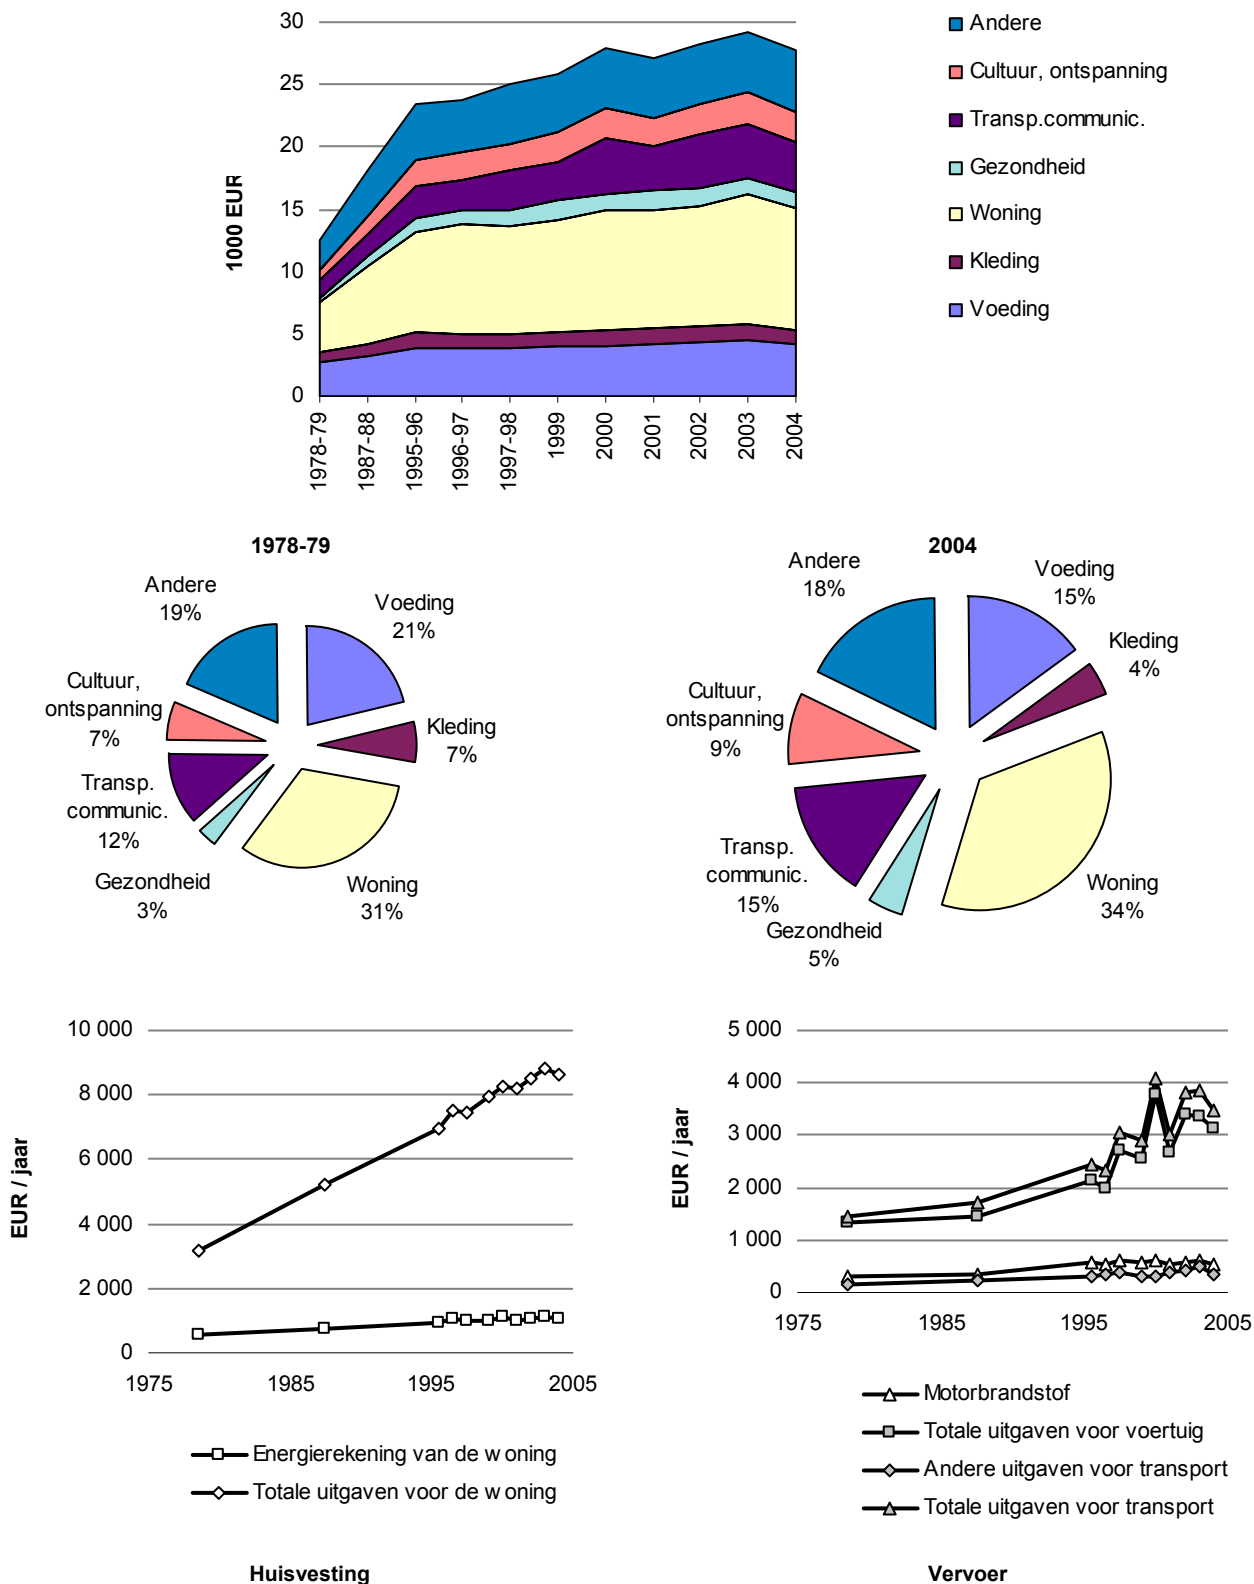 30
25
20
15
10
5
0
1000 EUR
1978-79
1987-88
1995-96
1996-97
1997-98
1999
2000
2001
2002
2003
2004
Andere
Cultuur, ontspanning
Transp.communic.
Gezondheid
Woning
Kleding
Voeding
1978-79
Andere
19%
Voeding
21%
Cultuur,
ontspanning
7%
Kleding
7%
Transp.
communic.
12%
Gezondheid
3%
Woning
31%
2004
Andere
18%
Voeding
15%
Kleding
4%
Cultuur,
ontspanning
9%
Transp.
communic.
15%
Gezondheid
5%
Woning
34%
10 000
8 000
6 000
4 000
2 000
0
EUR / jaar
1975 1985 1995 2005
Energierekening van de woning
Totale uitgaven voor de woning
Huisvesting
5 000
4 000
3 000
2 000
1 000
0
EUR / jaar
1975 1985 1995 2005
Motorbrandstof
Totale uitgaven voor voertuig
Andere uitgaven voor transport
Totale uitgaven voor transport
Vervoer